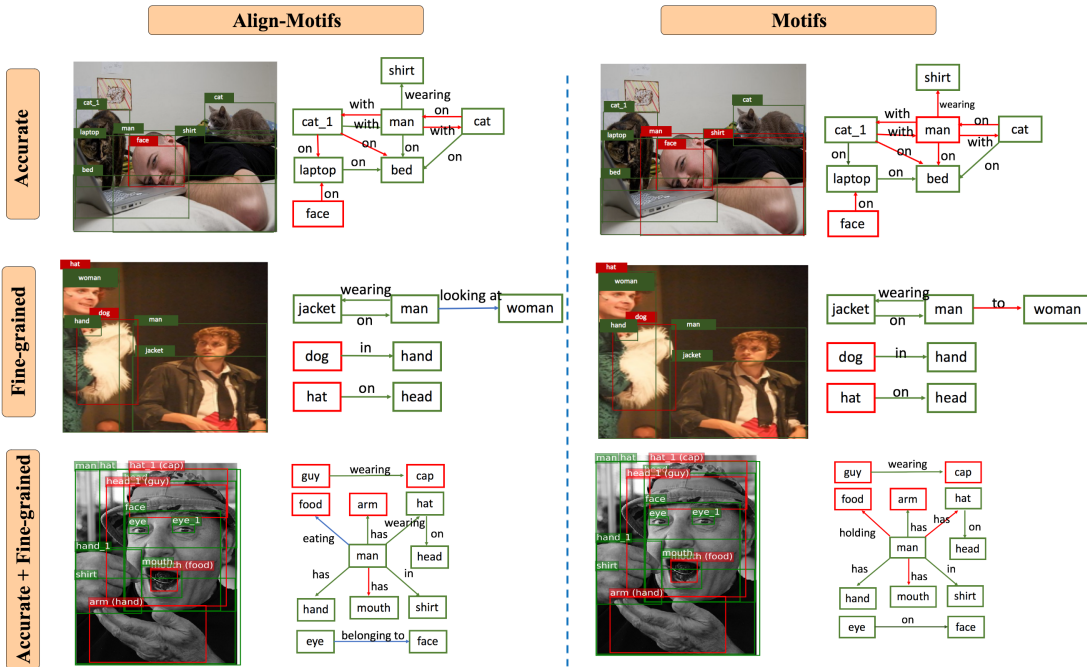 Align-Motifs
Motifs
Accurate
cat_1
cat
laptop
man
shirt
face
bed
shirt
wearing
with
on
cat_1
man
cat
with
with
on
on
on
on
laptop
on
bed
on
face
cat_1
cat
laptop
man
shirt
face
bed
shirt
wearing
with
on
cat_1
man
cat
with
with
on
on
on
on
laptop
on
bed
on
face
Fine-grained
hat
woman
dog
hand
man
jacket
wearing
looking at
jacket
man
woman
on
dog
in
hand
hat
on
head
hat
woman
dog
hand
man
jacket
wearing
to
jacket
man
woman
on
dog
in
hand
hat
on
head
Accurate + Fine-grained
man hat
hat_1 (cap)
head_1 (guy)
face
eye
eye_1
hand_1
mouth
(food)
shirt
arm (hand)
guy
wearing
cap
food
arm
hat
wearing
eating
has
on
man
head
has
in
has
hand
mouth
shirt
eye
belonging to
face
man hat
hat_1 (cap)
head_1 (guy)
face
eye
eye_1
hand_1
mouth
(food)
shirt
arm (hand)
guy
wearing
cap
food
arm
hat
has
holding
has
on
man
head
has
in
has
hand
mouth
shirt
eye
on
face